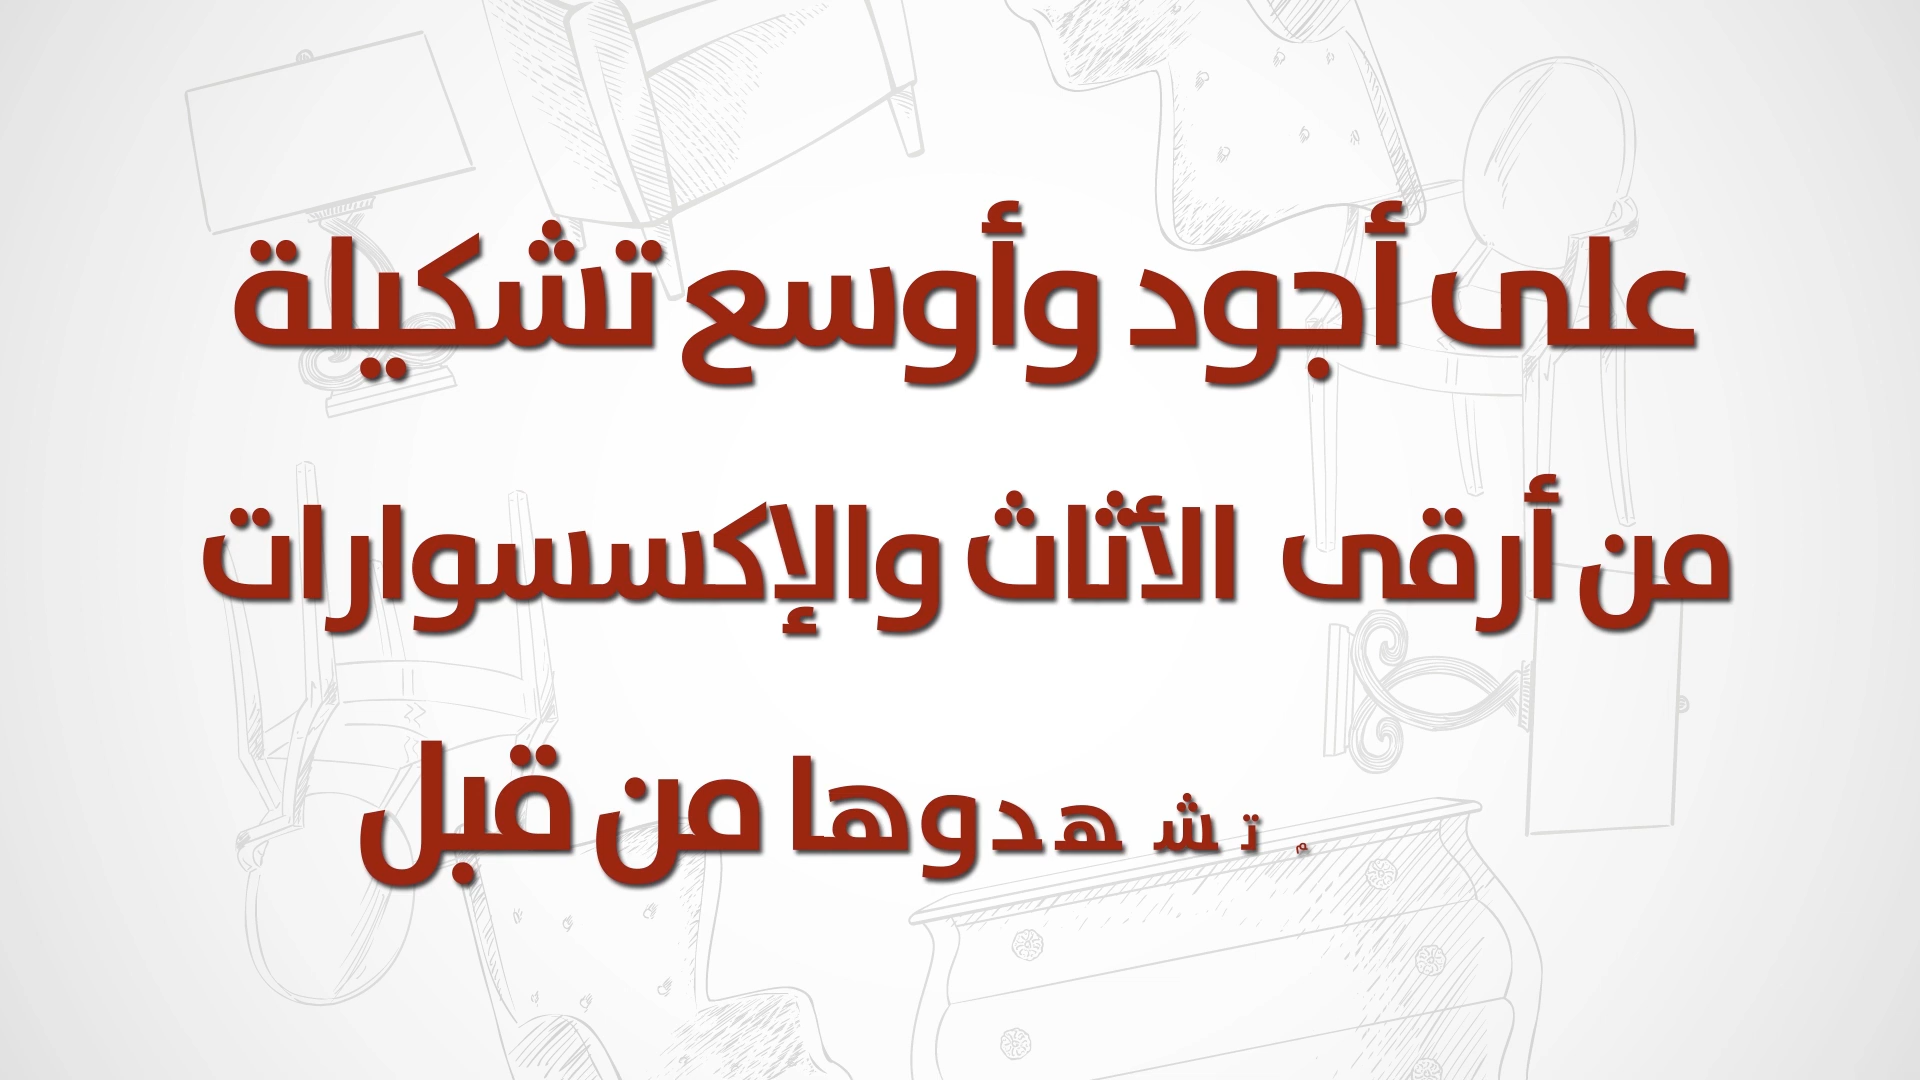 على أجود وأوسع تشكيلة
من أرقى الأثاث والإكسسوارات
م تشهدوها من قبل